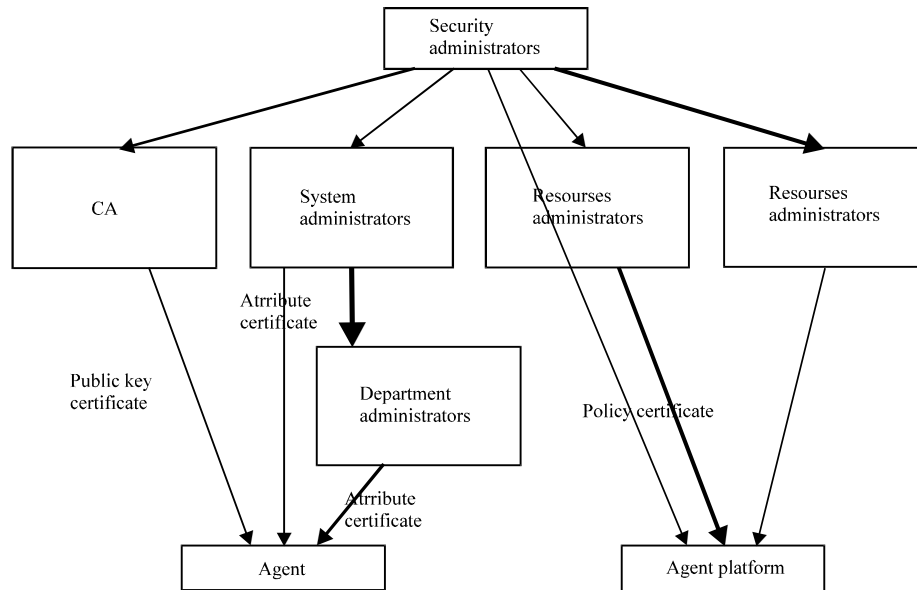 Security
administrators
CA
System
administrators
Resourses
administrators
Resourses
administrators
Atrribute
certificate
Public key
certificate
Department
administrators
Policy certificate
Atrribute
certificate
Agent
Agent platform